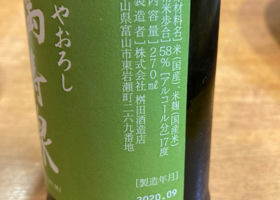 やおろし
原材料名］米（国産）、米麹（国産米）
精米歩合］58％［アルコール分］17度
内容量］270㎖
製造者］株式会社桝田酒造店
富山県富山市東岩瀬町二六九番地
［製造年月］
2020.09